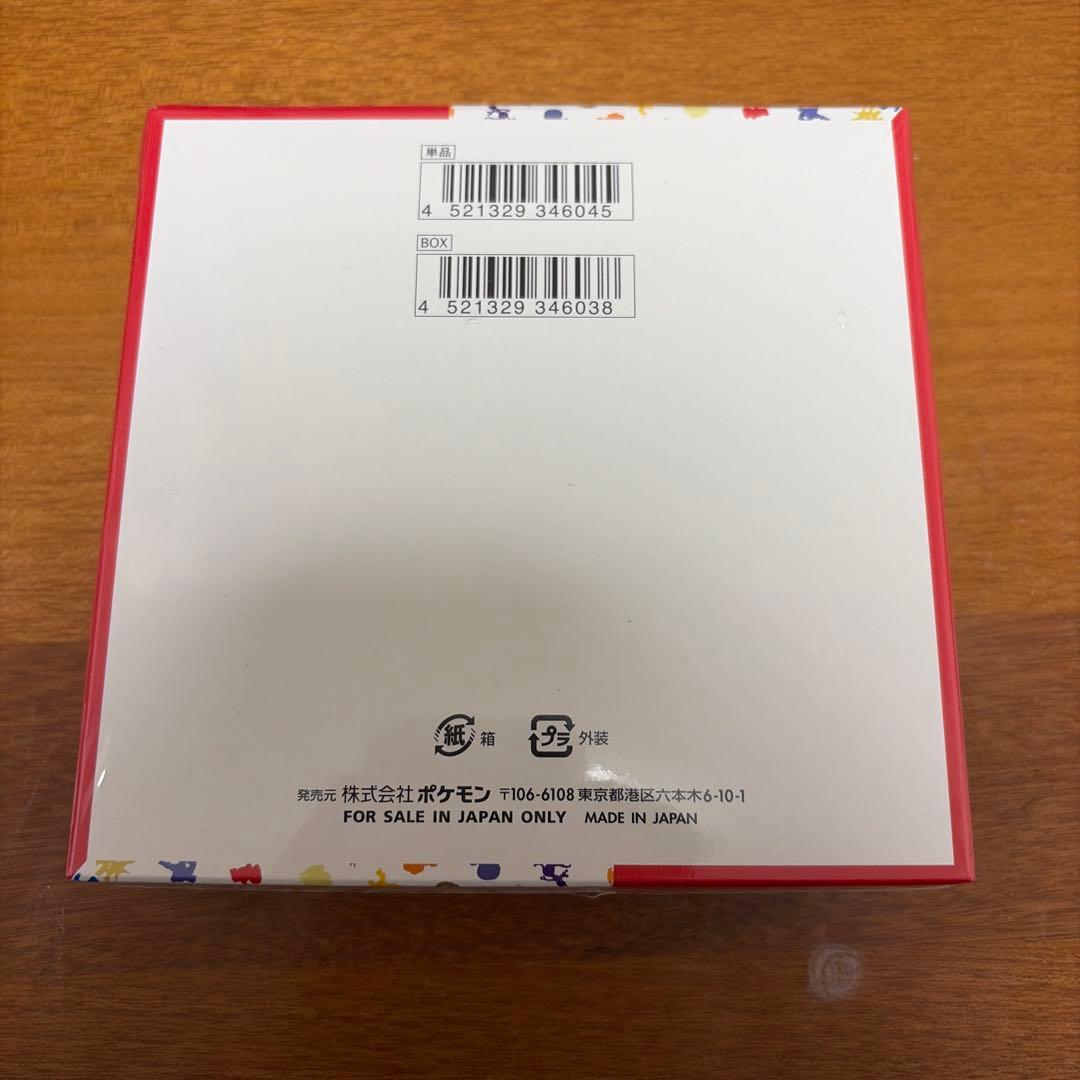 単品
4 521329 346045
BOX
4 521329 346038
紙 箱 プラ 外装
発売元 株式会社 ポケモン 〒106-6108 東京都港区六本木6-10-1
FOR SALE IN JAPAN ONLY MADE IN JAPAN